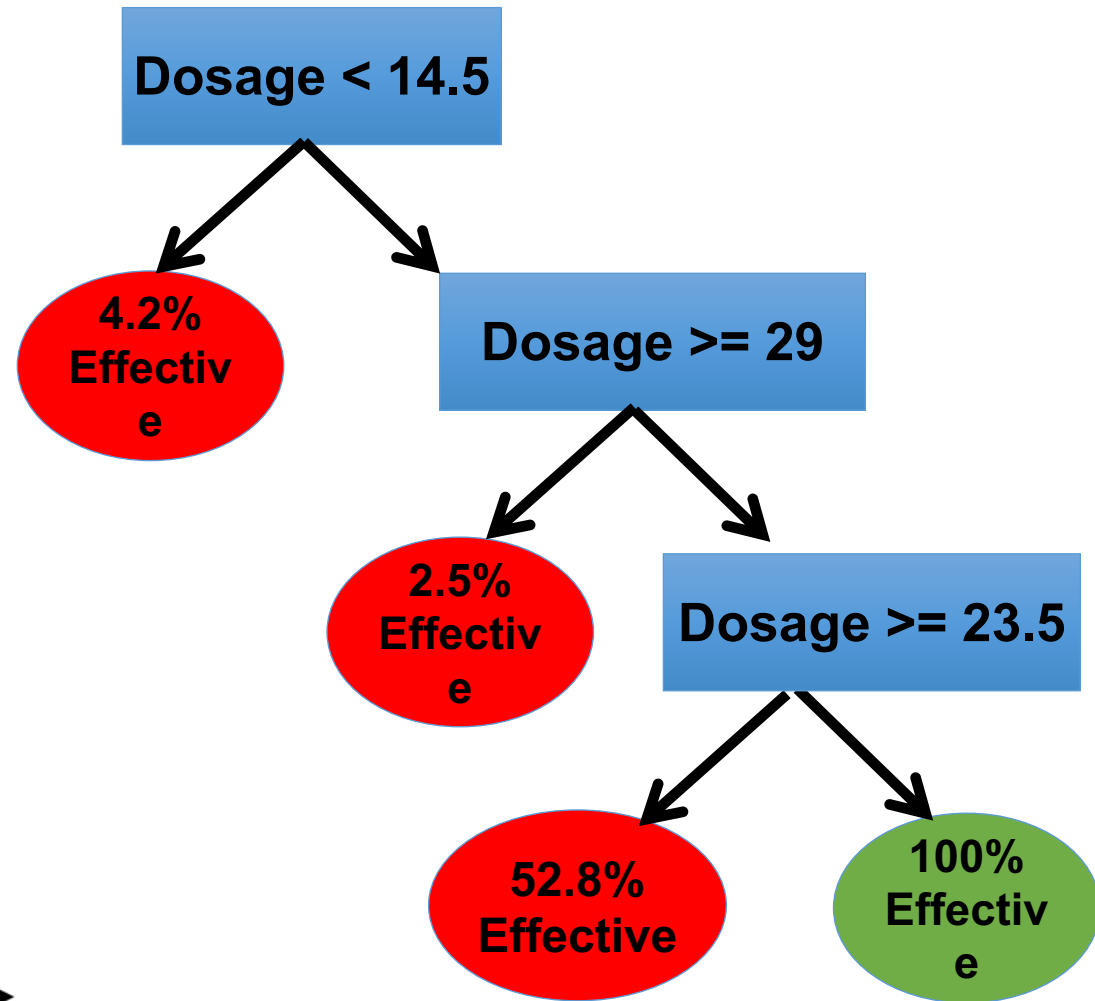 Dosage < 14.5
4.2%
Effectiv
e
Dosage >= 29
2.5%
Effectiv
e
Dosage >= 23.5
52.8%
Effective
100%
Effectiv
e